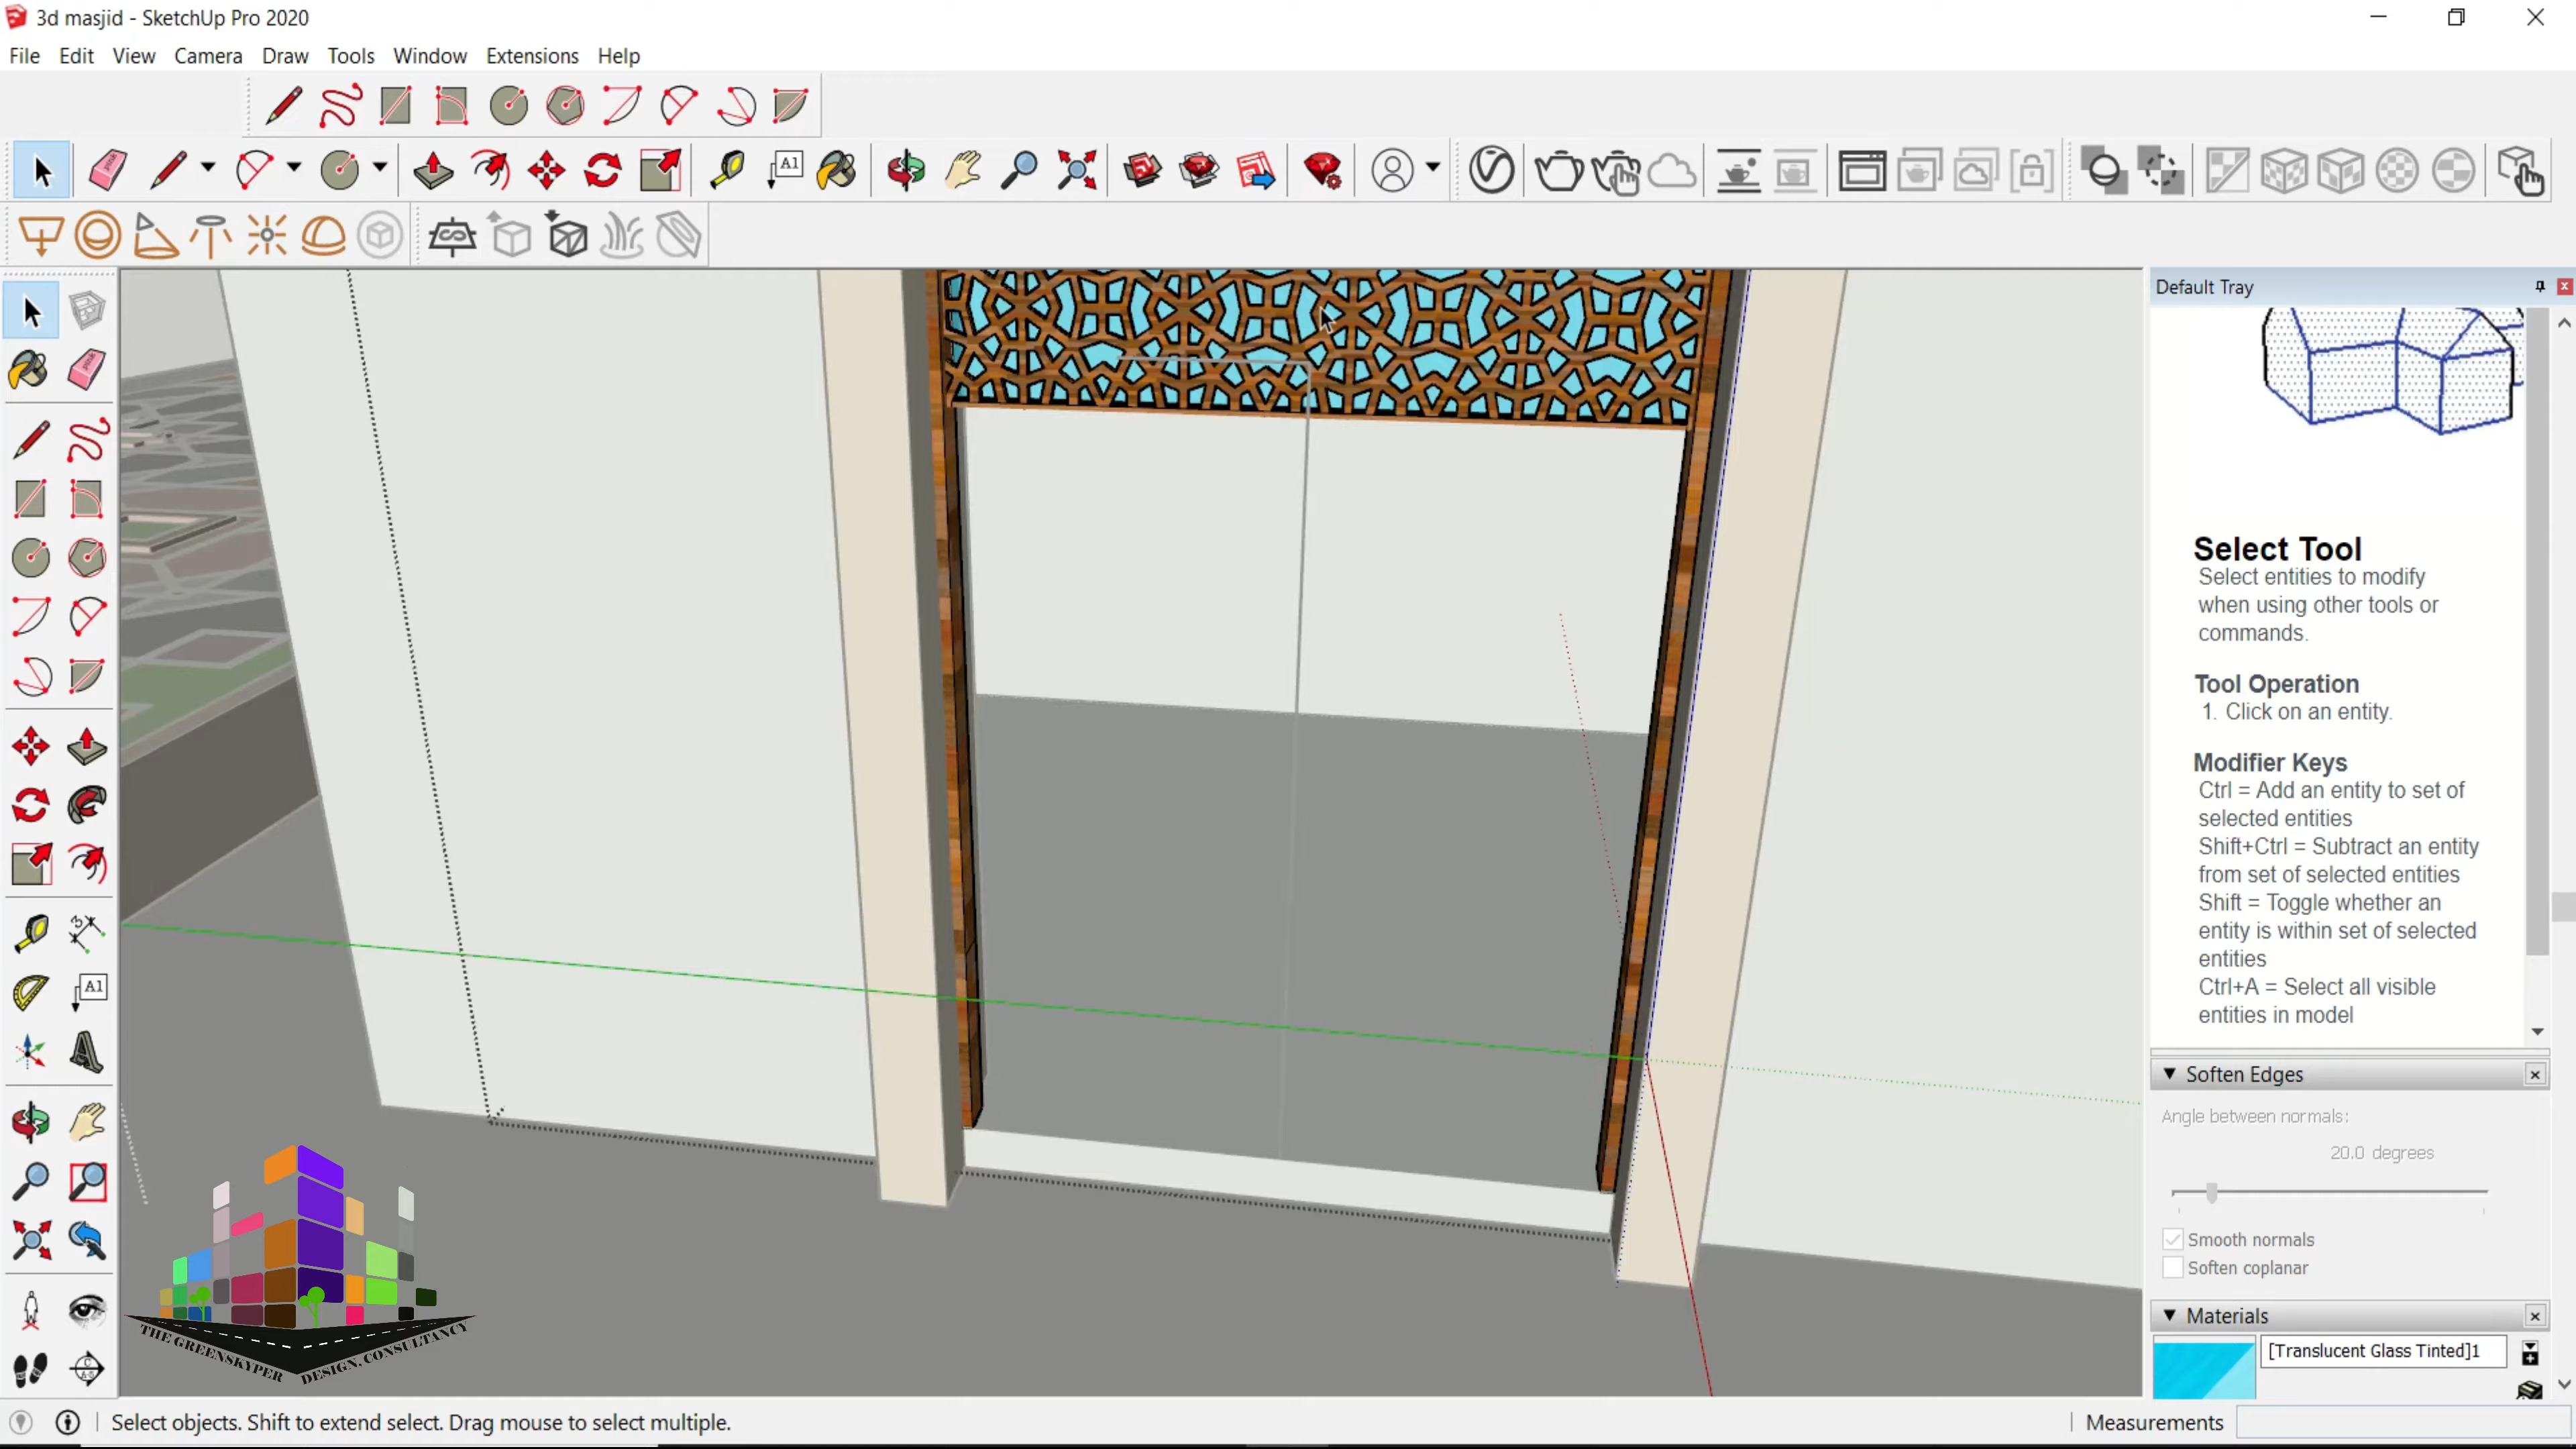 3d masjid - SketchUp Pro 2020
File Edit View Camera Draw Tools Window Extensions Help
A1
Default Tray
Select Tool
Select entities to modify
when using other tools or
commands.
Tool Operation
1. Click on an entity.
Modifier Keys
Ctrl = Add an entity to set of
selected entities
Shift+Ctrl = Subtract an entity
from set of selected entities
Shift = Toggle whether an
entity is within set of selected
entities
Ctrl+A = Select all visible
entities in model
A1
Soften Edges
Angle between normals:
20.0 degrees
Smooth normals
Soften coplanar
Materials
[Translucent Glass Tinted]1
THE GREENSKYPER DESIGN. CONSULTANCY
Select objects. Shift to extend select. Drag mouse to select multiple.
Measurements